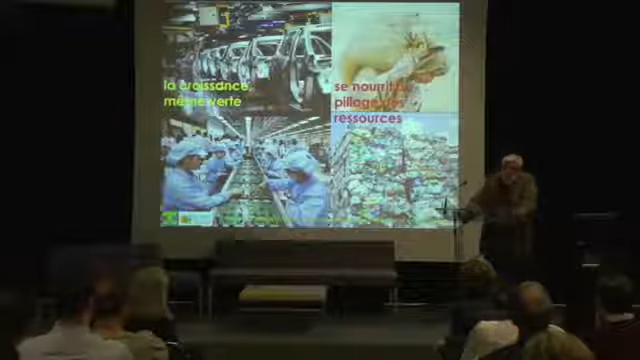 la croissance,
même verte
se nourrit du
pillage des
ressources